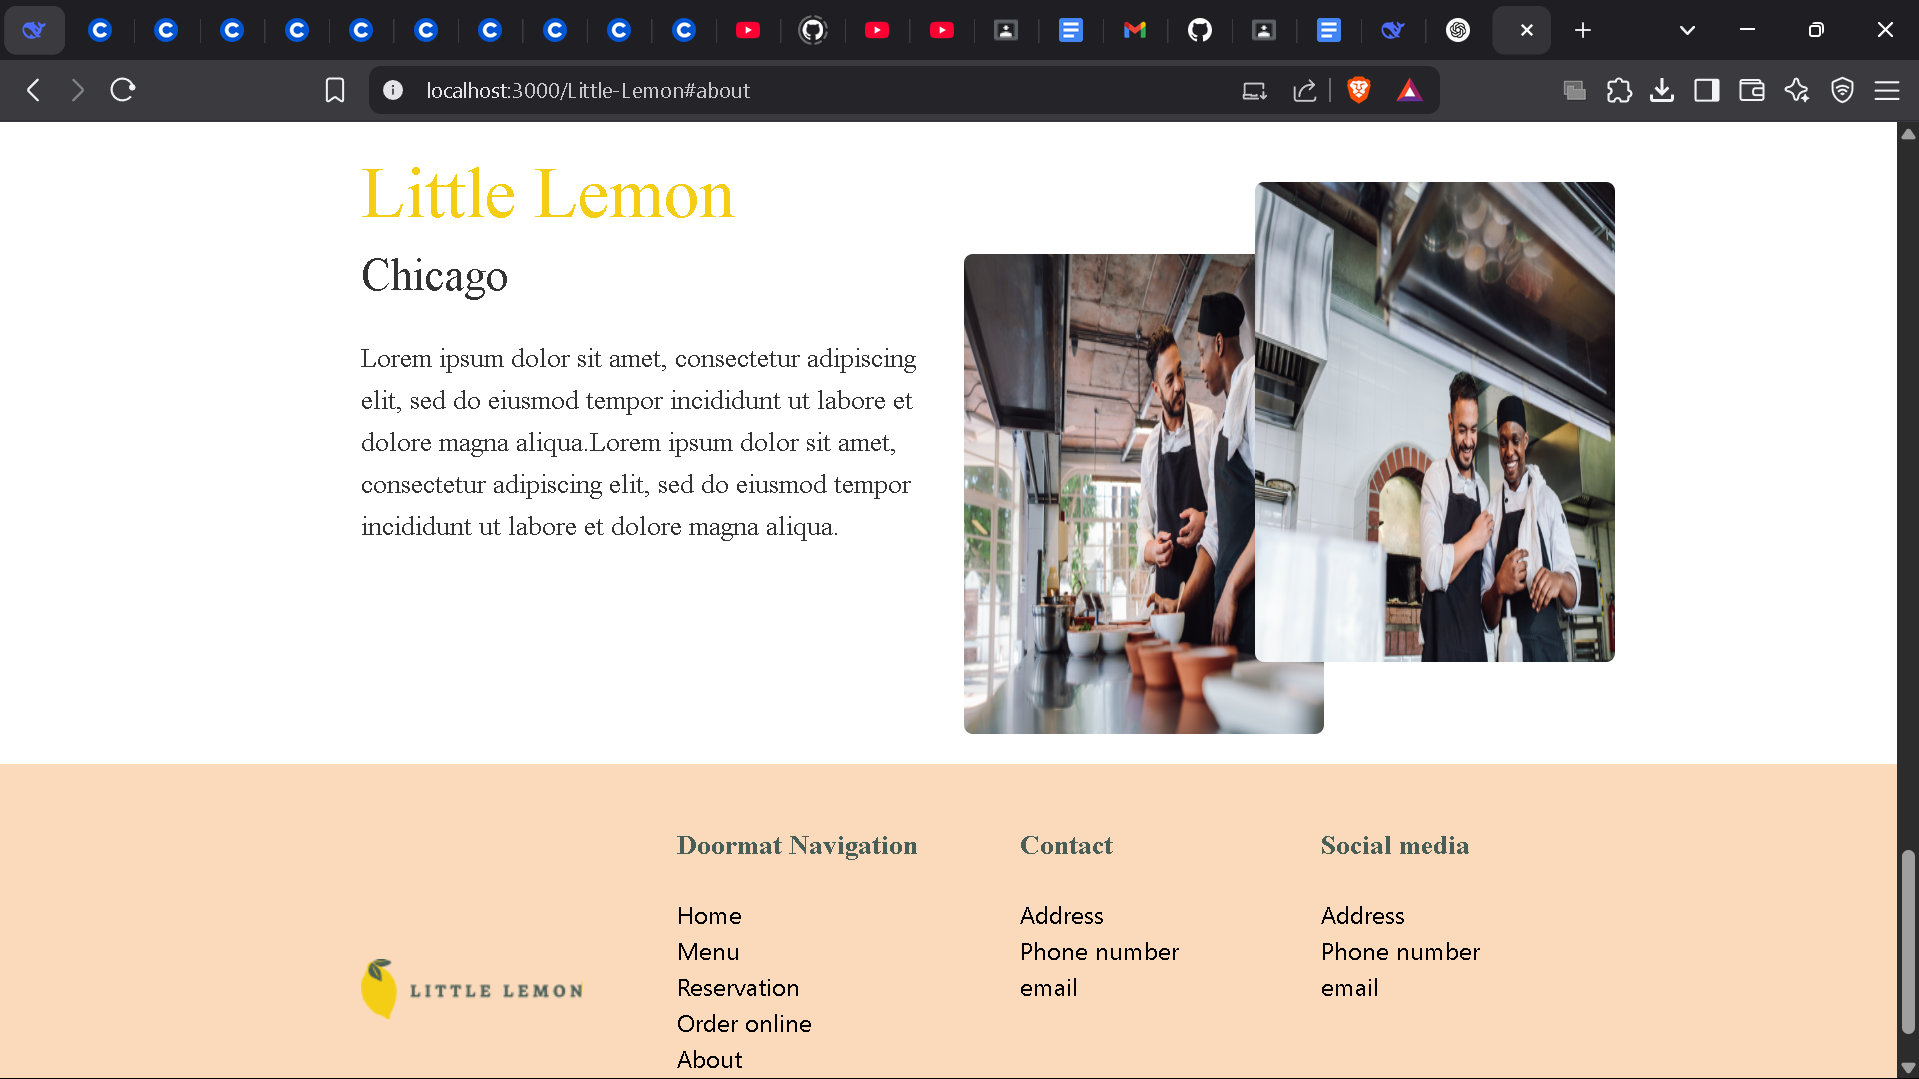 localhost:3000/Little-Lemon#about
Little Lemon
Chicago
Lorem ipsum dolor sit amet, consectetur adipiscing
elit, sed do eiusmod tempor incididunt ut labore et
dolore magna aliqua.Lorem ipsum dolor sit amet,
consectetur adipiscing elit, sed do eiusmod tempor
incididunt ut labore et dolore magna aliqua.
LITTLE LEMON
Doormat Navigation
Home
Menu
Reservation
Order online
About
Contact
Address
Phone number
email
Social media
Address
Phone number
email